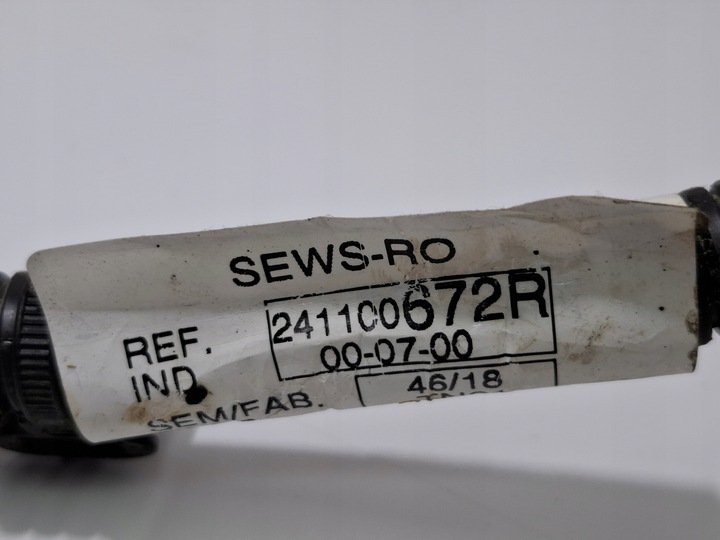 SEWS-RO
REF. 241100672R
IND. 00-07-00
SEM/FAB. 46/18